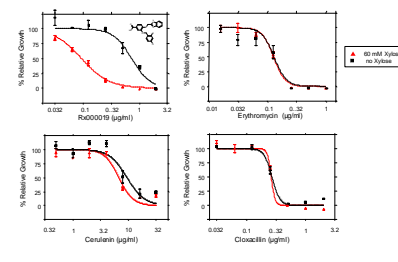 % Relative Growth
100
75
50
25
0
0.032 0.1 0.32 1 3.2
Rx000019 (µg/ml)
% Relative Growth
100
75
50
25
0
0.01 0.032 0.1 0.32 1 3.2
Erythromycin (µg/ml)
60 mM Xylose
no Xylose
% Relative Growth
100
75
50
25
0
0.32 1 3.2 10 32
Cerulenin (µg/ml)
% Relative Growth
100
75
50
25
0
0.032 0.1 0.32 1 3.2
Cloxacillin (µg/ml)